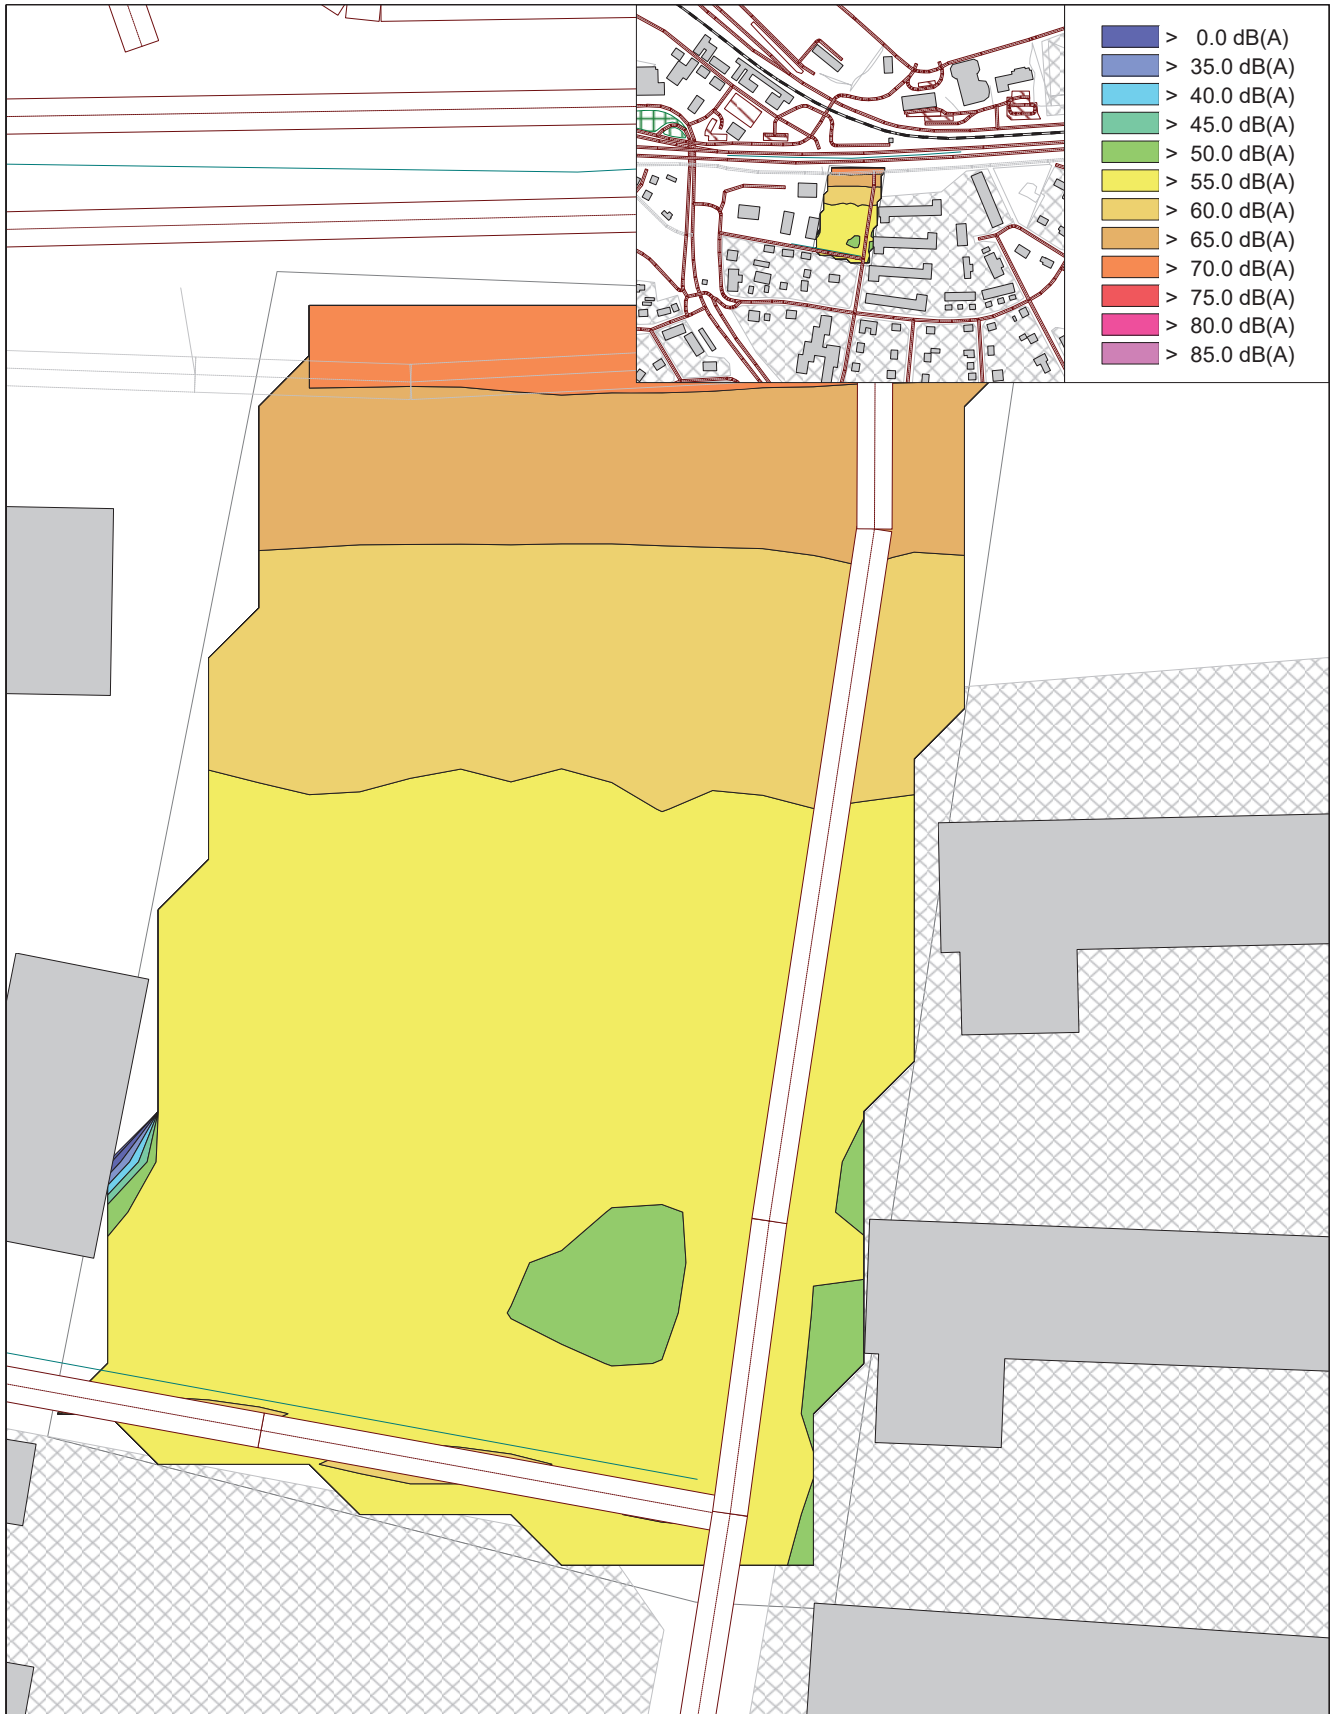 > 0.0 dB(A)
> 35.0 dB(A)
> 40.0 dB(A)
> 45.0 dB(A)
> 50.0 dB(A)
> 55.0 dB(A)
> 60.0 dB(A)
> 65.0 dB(A)
> 70.0 dB(A)
> 75.0 dB(A)
> 80.0 dB(A)
> 85.0 dB(A)